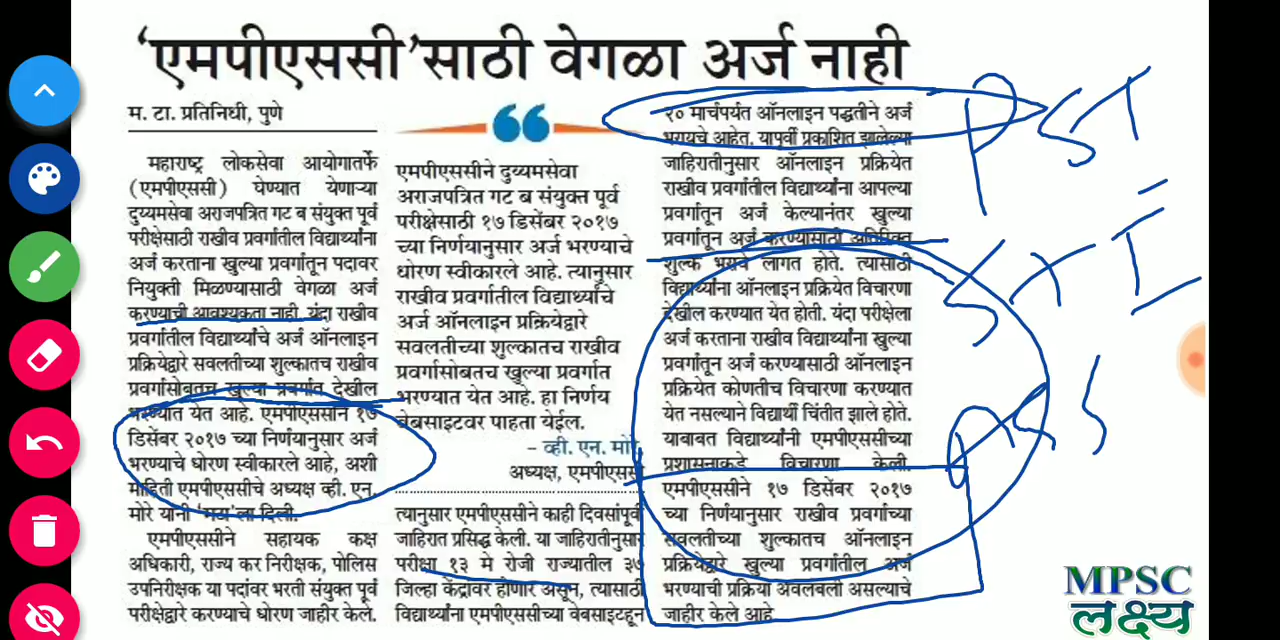 ‘एमपीएससी’साठी वेगळा अर्ज नाही
म. टा. प्रतिनिधी, पुणे
महाराष्ट्र लोकसेवा आयोगातर्फे
(एमपीएससी) घेण्यात येणाऱ्या
दुय्यमसेवा अराजपत्रित गट ब संयुक्त पूर्व
परीक्षेसाठी राखीव प्रवर्गातील विद्यार्थ्यांना
अर्ज करताना खुल्या प्रवर्गातून पदावर
नियुक्ती मिळण्यासाठी वेगळा अर्ज
करण्याची आवश्यकता नाही. यंदा राखीव
प्रवर्गातील विद्यार्थ्यांचे अर्ज ऑनलाइन
प्रक्रियेद्वारे सवलतीच्या शुल्कातच राखीव
प्रवर्गासोबतच खुल्या प्रवर्गात देखील
भरण्यात येत आहे. एमपीएससीने १७
डिसेंबर २०१७ च्या निर्णयानुसार अर्ज
भरण्याचे धोरण स्वीकारले आहे, अशी
माहिती एमपीएससीचे अध्यक्ष व्ही. एन.
मोरे यांनी ‘मटा’ला दिली.
एमपीएससीने सहायक कक्ष
अधिकारी, राज्य कर निरीक्षक, पोलिस
उपनिरीक्षक या पदांवर भरती संयुक्त पूर्व
परीक्षेद्वारे करण्याचे धोरण जाहीर केले.
“
एमपीएससीने दुय्यमसेवा
अराजपत्रित गट ब संयुक्त पूर्व
परीक्षेसाठी १७ डिसेंबर २०१७
च्या निर्णयानुसार अर्ज भरण्याचे
धोरण स्वीकारले आहे. त्यानुसार
राखीव प्रवर्गातील विद्यार्थ्यांचे
अर्ज ऑनलाइन प्रक्रियेद्वारे
सवलतीच्या शुल्कातच राखीव
प्रवर्गासोबतच खुल्या प्रवर्गात
भरण्यात येत आहे. हा निर्णय
वेबसाइटवर पाहता येईल.
- व्ही. एन. मोरे,
अध्यक्ष, एमपीएससी
त्यानुसार एमपीएससीने काही दिवसांपूर्वी
जाहिरात प्रसिद्ध केली. या जाहिरातीनुसार
परीक्षा १३ मे रोजी राज्यातील ३७
जिल्हा केंद्रावर होणार असून, त्यासाठी
विद्यार्थ्यांना एमपीएससीच्या वेबसाइटहून
२० मार्चपर्यंत ऑनलाइन पद्धतीने अर्ज
भरायचे आहेत. यापूर्वी प्रकाशित झालेल्या
जाहिरातीनुसार ऑनलाइन प्रक्रियेत
राखीव प्रवर्गातील विद्यार्थ्यांना आपल्या
प्रवर्गातून अर्ज केल्यानंतर खुल्या
प्रवर्गातून अर्ज करण्यासाठी अतिरिक्त
शुल्क भरावे लागत होते. त्यासाठी
विद्यार्थ्यांना ऑनलाइन प्रक्रियेत विचारणा
देखील करण्यात येत होती. यंदा परीक्षेला
अर्ज करताना राखीव विद्यार्थ्यांना खुल्या
प्रवर्गातून अर्ज करण्यासाठी ऑनलाइन
प्रक्रियेत कोणतीच विचारणा करण्यात
येत नसल्याने विद्यार्थी चिंतीत झाले होते.
याबाबत विद्यार्थ्यांनी एमपीएससीच्या
प्रशासनाकडे विचारणा केली.
एमपीएससीने १७ डिसेंबर २०१७
च्या निर्णयानुसार राखीव प्रवर्गाच्या
सवलतीच्या शुल्कातच ऑनलाइन
प्रक्रियेद्वारे खुल्या प्रवर्गातील अर्ज
भरण्याची प्रक्रिया अवलंबली असल्याचे
जाहीर केले आहे.
PST
MPSC
लक्ष्य